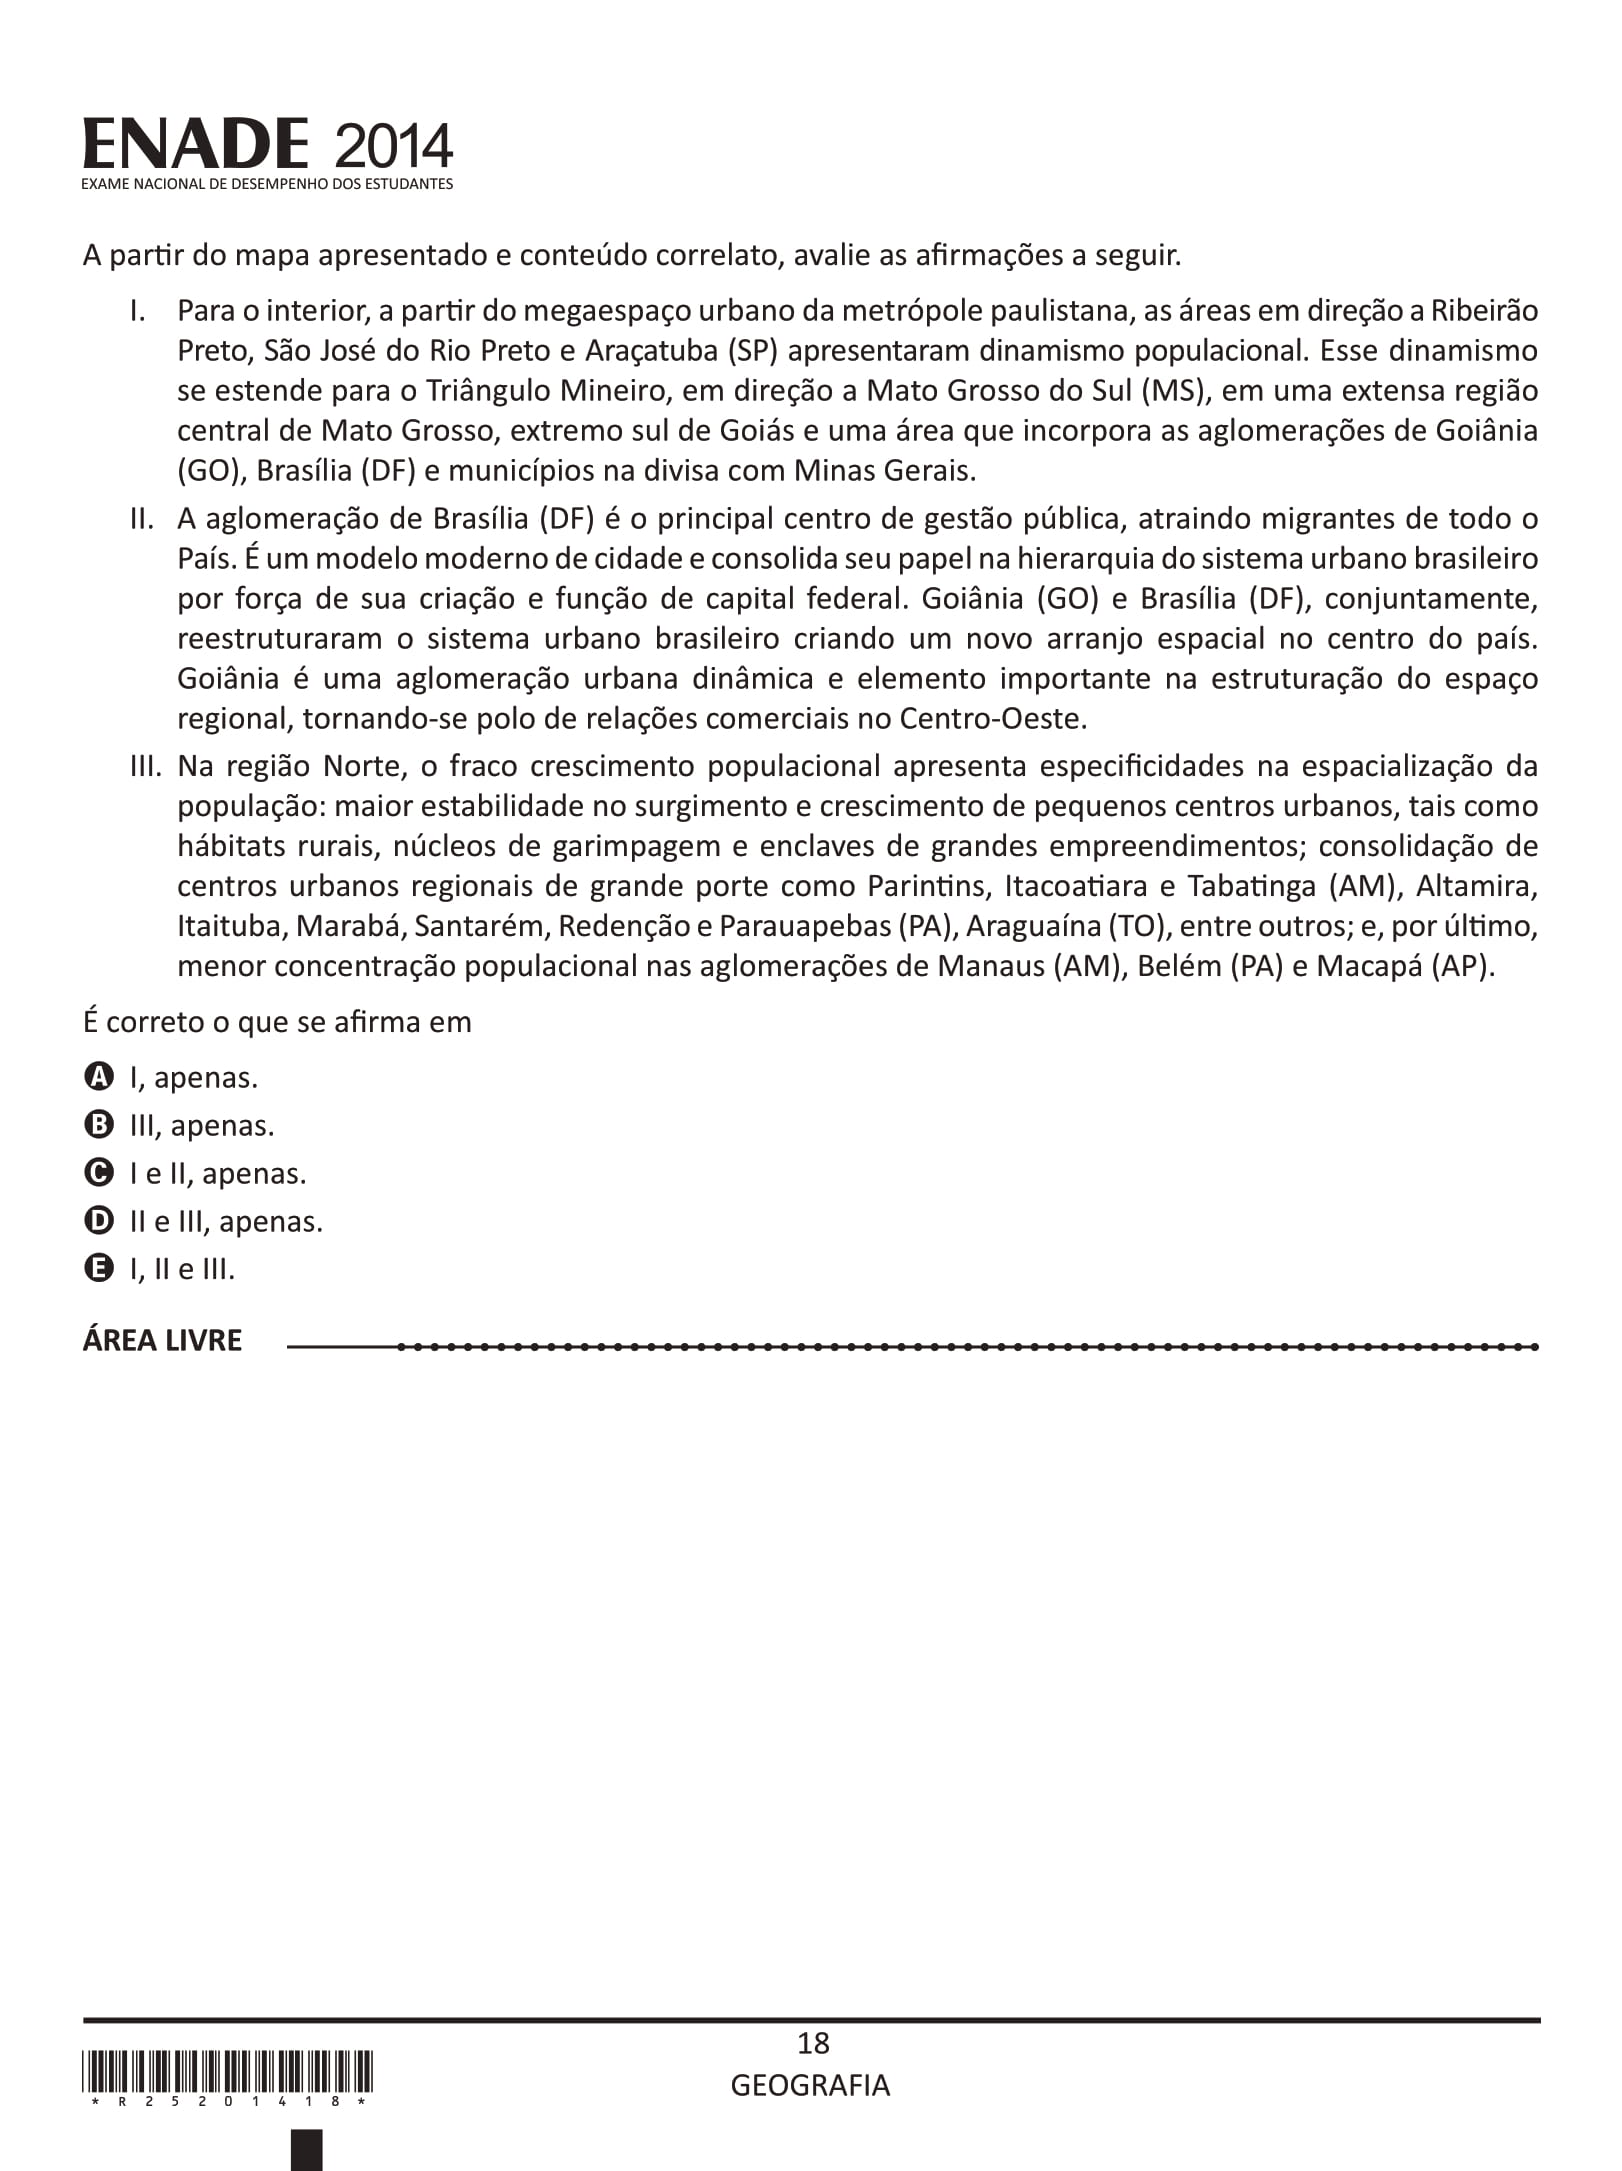 ENADE 2014
EXAME NACIONAL DE DESEMPENHO DOS ESTUDANTES
A partir do mapa apresentado e conteúdo correlato, avalie as afirmações a seguir.
I. Para o interior, a partir do megaespaço urbano da metrópole paulistana, as áreas em direção a Ribeirão
Preto, São José do Rio Preto e Araçatuba (SP) apresentaram dinamismo populacional. Esse dinamismo
se estende para o Triângulo Mineiro, em direção a Mato Grosso do Sul (MS), em uma extensa região
central de Mato Grosso, extremo sul de Goiás e uma área que incorpora as aglomerações de Goiânia
(GO), Brasília (DF) e municípios na divisa com Minas Gerais.
II. A aglomeração de Brasília (DF) é o principal centro de gestão pública, atraindo migrantes de todo o
País. É um modelo moderno de cidade e consolida seu papel na hierarquia do sistema urbano brasileiro
por força de sua criação e função de capital federal. Goiânia (GO) e Brasília (DF), conjuntamente,
reestruturaram o sistema urbano brasileiro criando um novo arranjo espacial no centro do país.
Goiânia é uma aglomeração urbana dinâmica e elemento importante na estruturação do espaço
regional, tornando-se polo de relações comerciais no Centro-Oeste.
III. Na região Norte, o fraco crescimento populacional apresenta especificidades na espacialização da
população: maior estabilidade no surgimento e crescimento de pequenos centros urbanos, tais como
hábitats rurais, núcleos de garimpagem e enclaves de grandes empreendimentos; consolidação de
centros urbanos regionais de grande porte como Parintins, Itacoatiara e Tabatinga (AM), Altamira,
Itaituba, Marabá, Santarém, Redenção e Parauapebas (PA), Araguaína (TO), entre outros; e, por último,
menor concentração populacional nas aglomerações de Manaus (AM), Belém (PA) e Macapá (AP).
É correto o que se afirma em
A I, apenas.
B III, apenas.
C I e II, apenas.
D II e III, apenas.
E I, II e III.
ÁREA LIVRE
18
GEOGRAFIA
* R 2 5 2 0 1 4 1 8 *